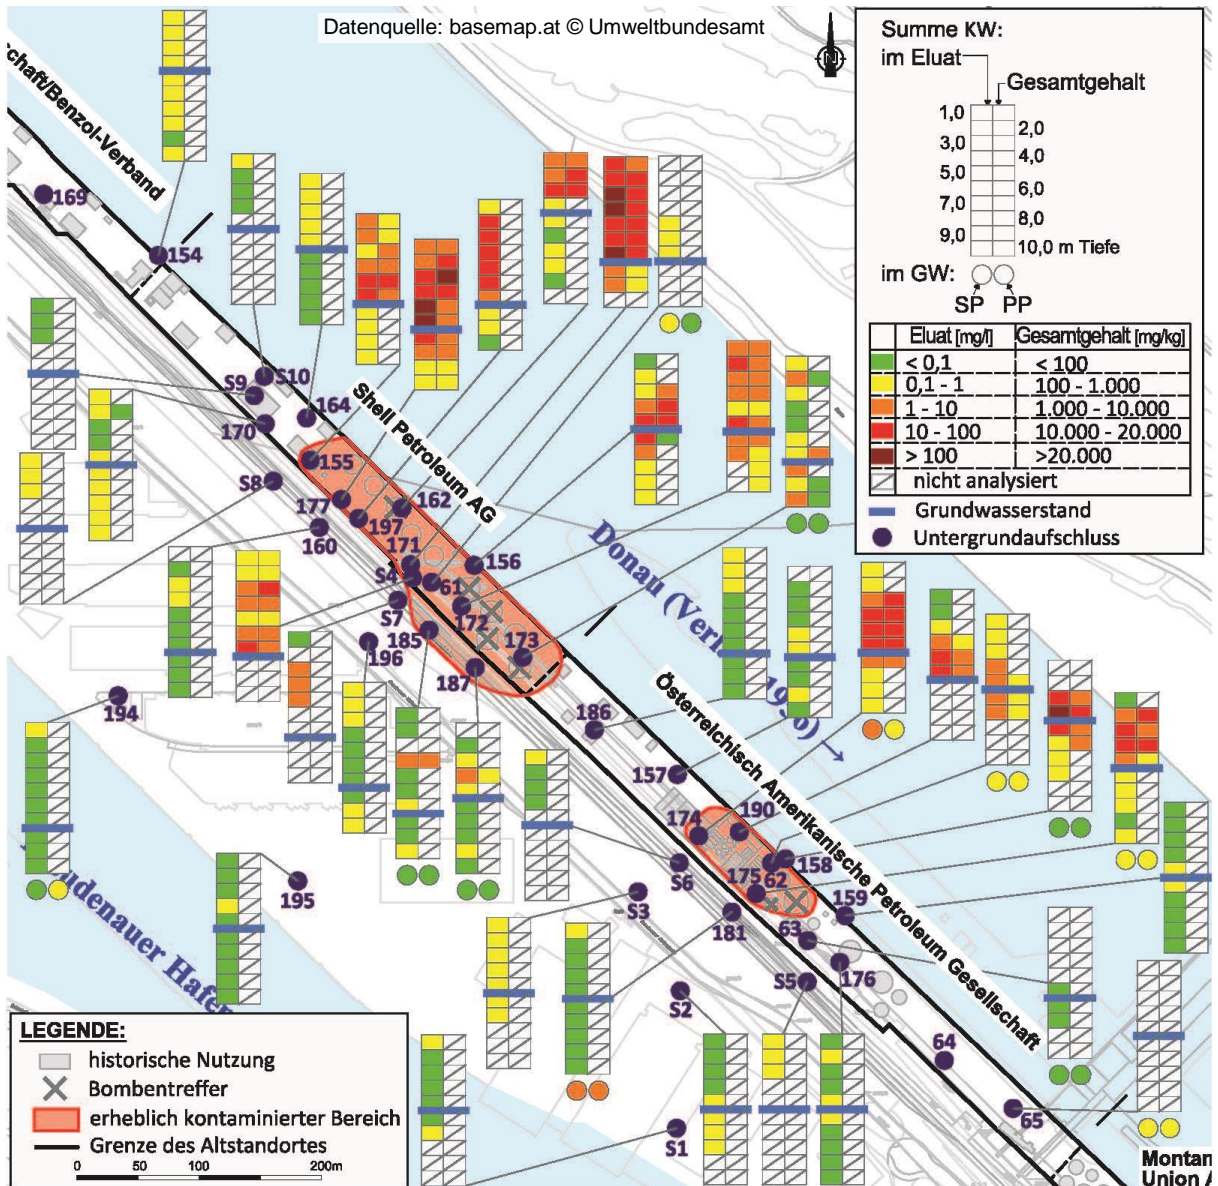 Datenquelle: basemap.at © Umweltbundesamt
Summe KW:
im Eluat
Gesamtgehalt
1,0
2,0
3,0
4,0
5,0
6,0
7,0
8,0
9,0
10,0 m Tiefe
im GW:
SP PP
Eluat [mg/l] Gesamtgehalt [mg/kg]
< 0,1 < 100
0,1 - 1 100 - 1.000
1 - 10 1.000 - 10.000
10 - 100 10.000 - 20.000
> 100 >20.000
nicht analysiert
Grundwasserstand
Untergrundaufschluss
schaft/Benzol-Verband
169
154
S9
S10
164
170
Shell Petroleum AG
155
S8
177
162
197
160
171
156
S4
61
S7
172
Donau (Verl
1996) →
185
173
196
187
194
186
Österreichisch Amerikanische Petroleum Gesellschaft
157
174
190
158
62
175
S6
195
S3
159
181
63
176
S5
S2
udenauer Hafen
64
65
S1
Montan
Union A
LEGENDE:
historische Nutzung
Bombentreffer
erheblich kontaminierter Bereich
Grenze des Altstandortes
0 50 100 200m